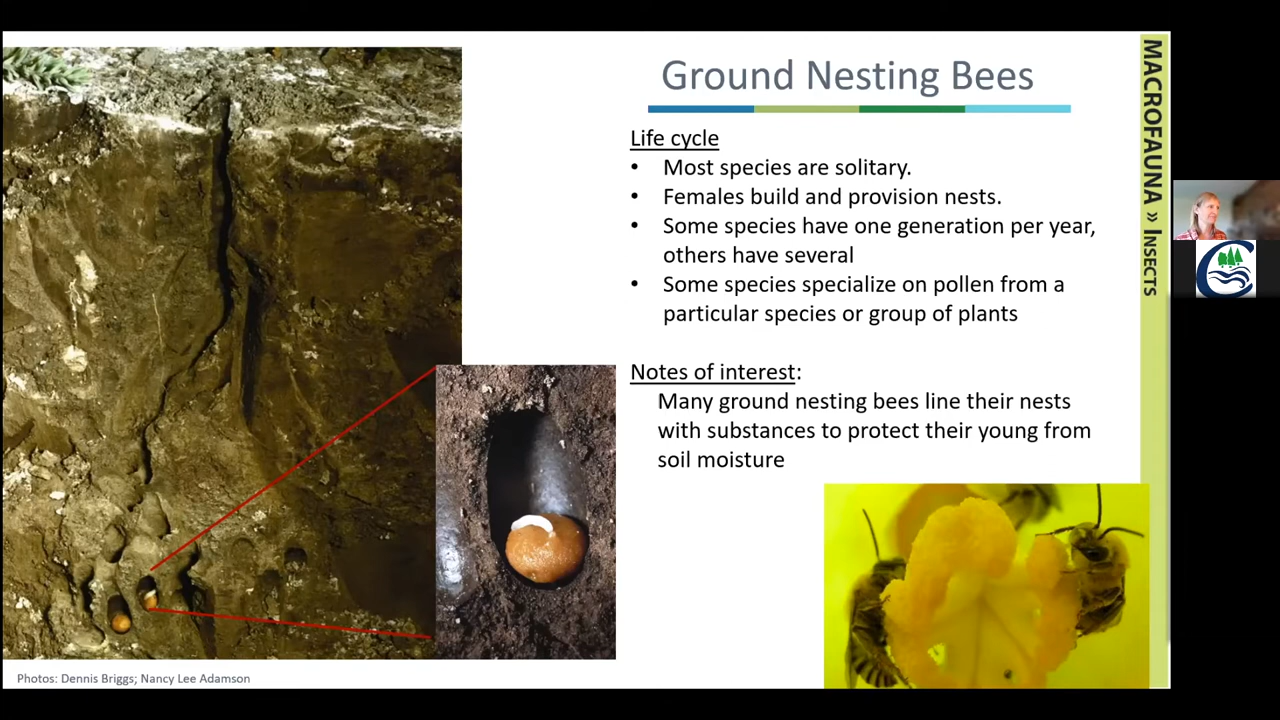 Ground Nesting Bees
Life cycle
• Most species are solitary.
• Females build and provision nests.
• Some species have one generation per year,
others have several
• Some species specialize on pollen from a
particular species or group of plants
Notes of interest:
Many ground nesting bees line their nests
with substances to protect their young from
soil moisture
Photos: Dennis Briggs; Nancy Lee Adamson
MACROFAUNA » INSECTS